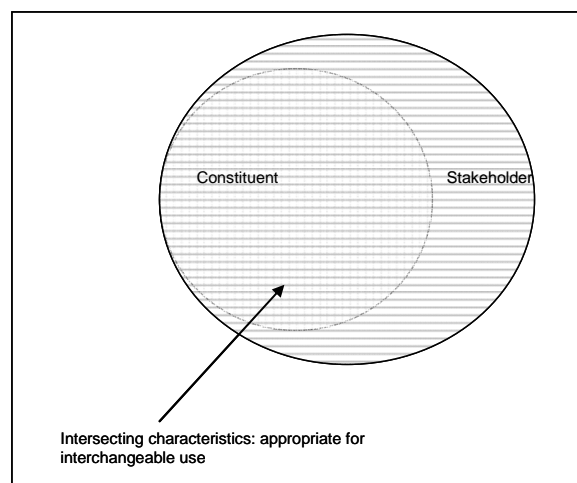 Constituent
Stakeholder
Intersecting characteristics: appropriate for
interchangeable use